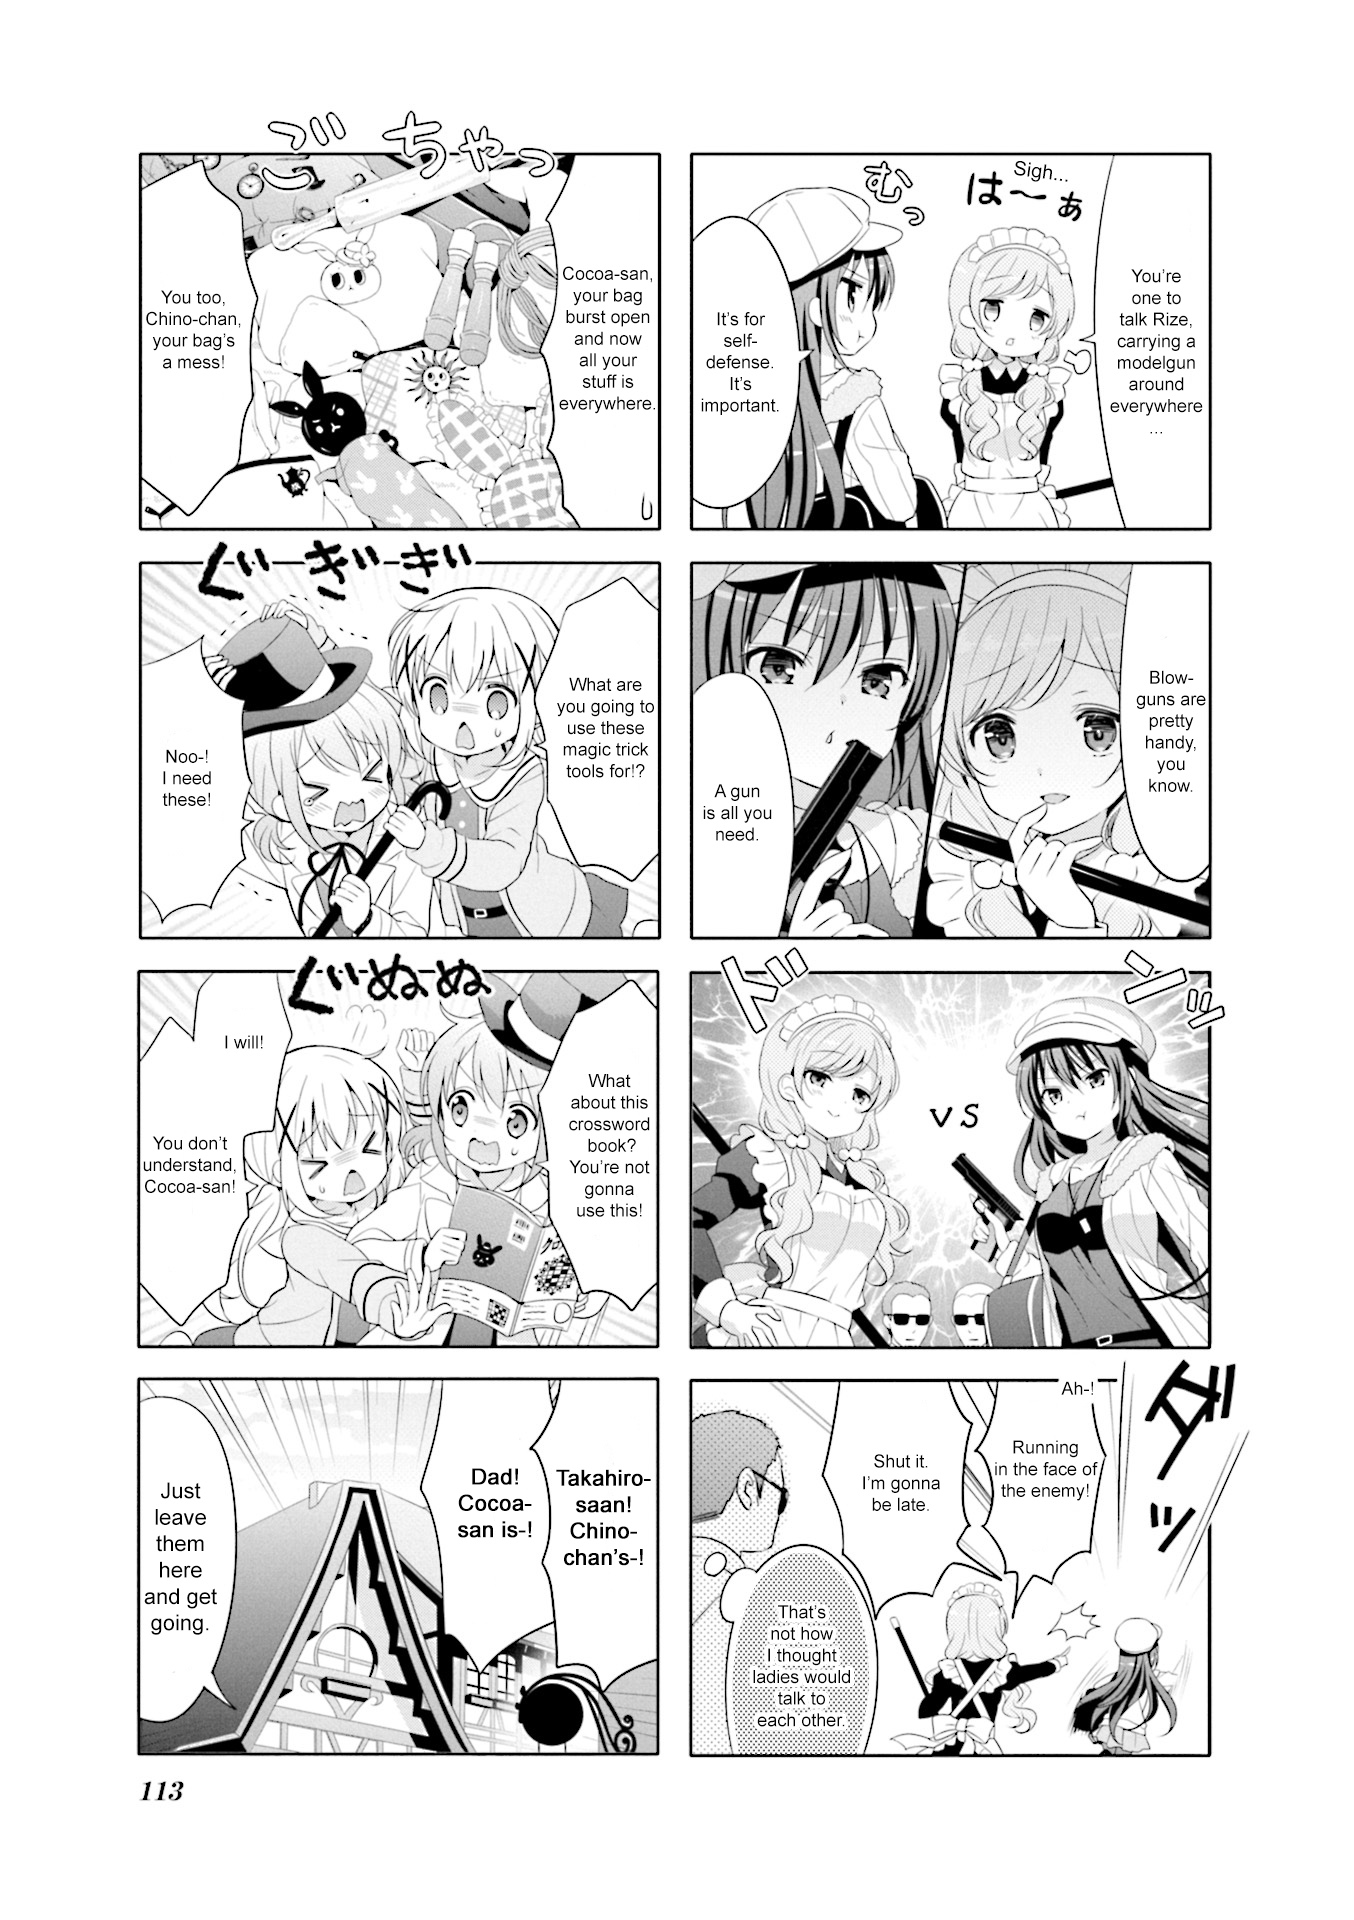 Sigh...
は～ぁ
むっ
You're
one to
talk Rize,
carrying a
modelgun
around
everywhere
...
It's for
self-
defense.
It's
important.
Blow-
guns are
pretty
handy,
you
know.
A gun
is all you
need.
ドドンッ
VS
Ah-!
Running
in the face of
the enemy!
Shut it.
I'm gonna
be late.
ダッ
That's
not how
I thought
ladies would
talk to
each other.
ごちゃっ
Cocoa-san,
your bag
burst open
and now
all your
stuff is
everywhere.
You too,
Chino-chan,
your bag's
a mess!
ぐぎぎ
What are
you going to
use these
magic trick
tools for!?
Noo-!
I need
these!
ぐぬぬ
What
about this
crossword
book?
You're not
gonna
use this!
I will!
You don't
understand,
Cocoa-san!
Takahiro-
saan!
Chino-
chan's-!
Dad!
Cocoa-
san is-!
Just
leave
them
here
and get
going.
113